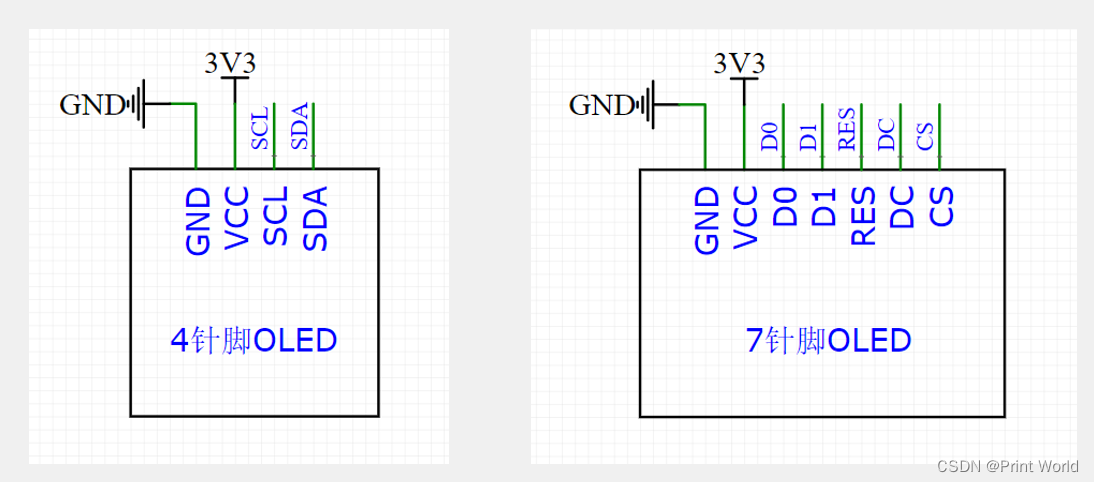 3V3
GND
SCL
SDA
GND
VCC
SCL
SDA
4针脚OLED
3V3
GND
D0
D1
RES
DC
CS
GND
VCC
D0
D1
RES
DC
CS
7针脚OLED
CSDN @Print World